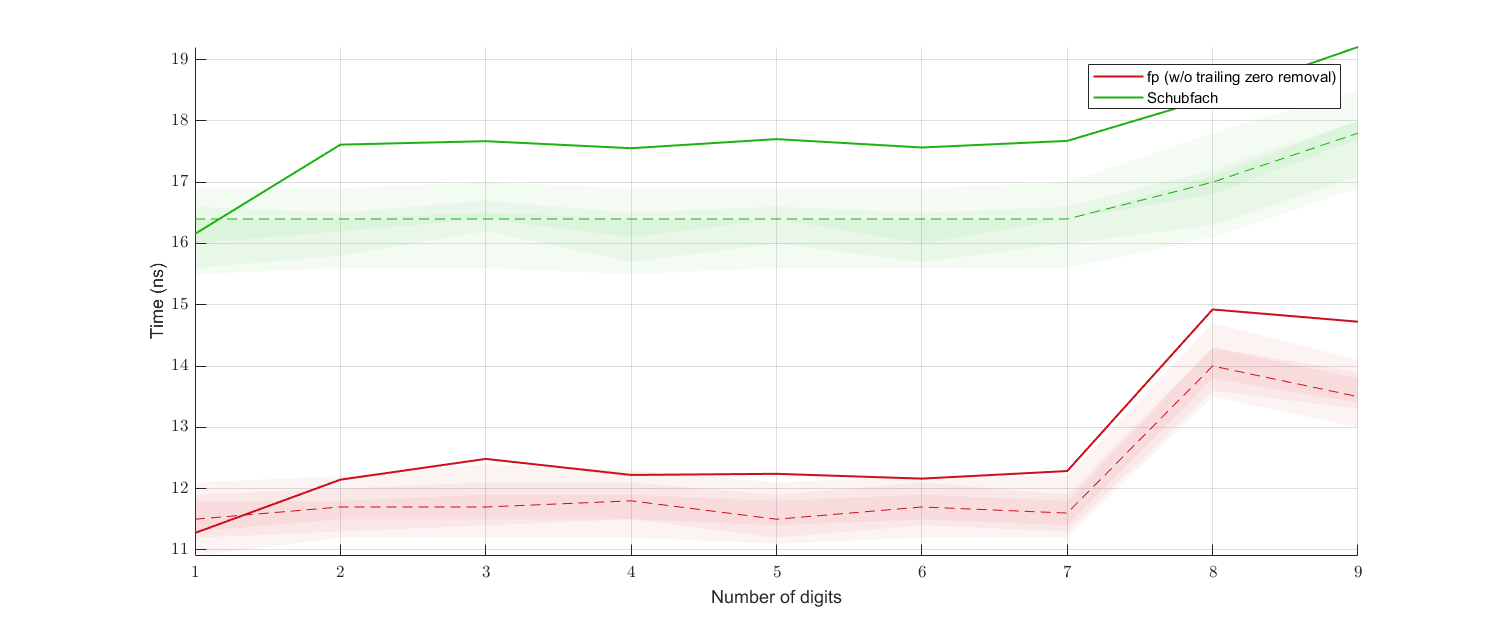 19
18
17
16
15
14
13
12
11
Time (ns)
fp (w/o trailing zero removal)
Schubfach
1 2 3 4 5 6 7 8 9
Number of digits